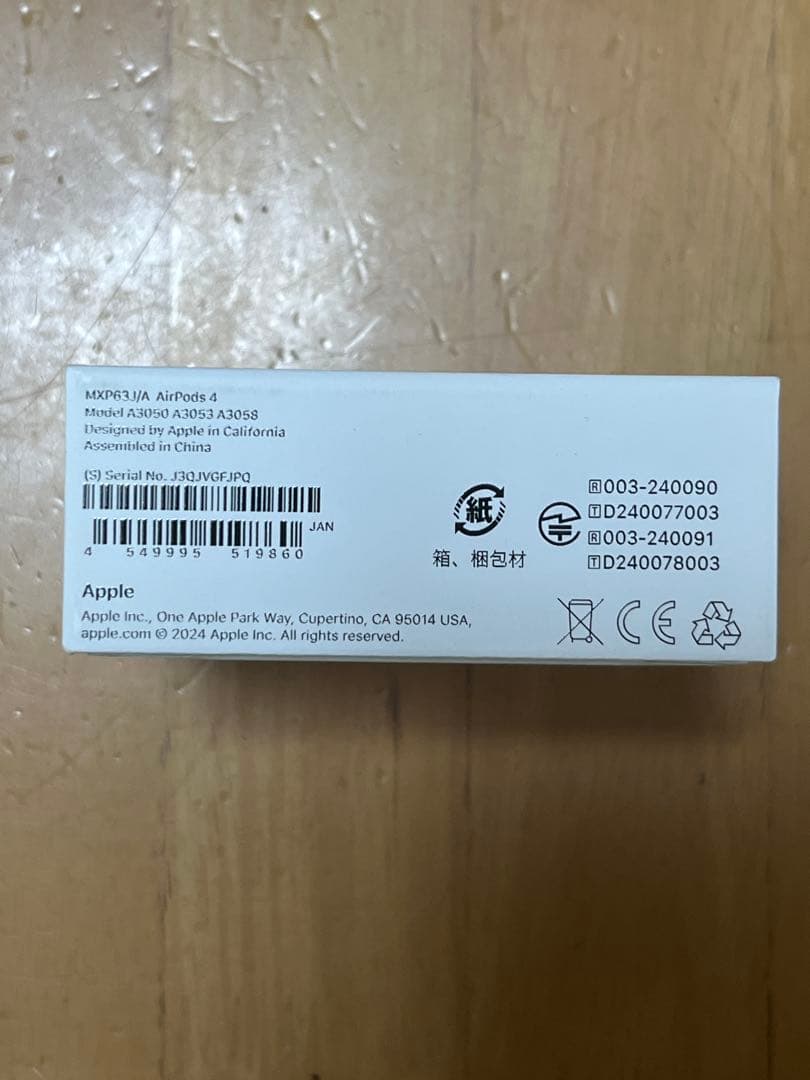 MXP63J/A AirPods 4
Model A3050 A3053 A3058
Designed by Apple in California
Assembled in China
(S) Serial No. J3QJVGFJPQ
JAN
4 549995 519860
Apple
Apple Inc., One Apple Park Way, Cupertino, CA 95014 USA,
apple.com © 2024 Apple Inc. All rights reserved.
紙
箱、梱包材
🅁003-240090
🅃D240077003
🅁003-240091
🅃D240078003
CE